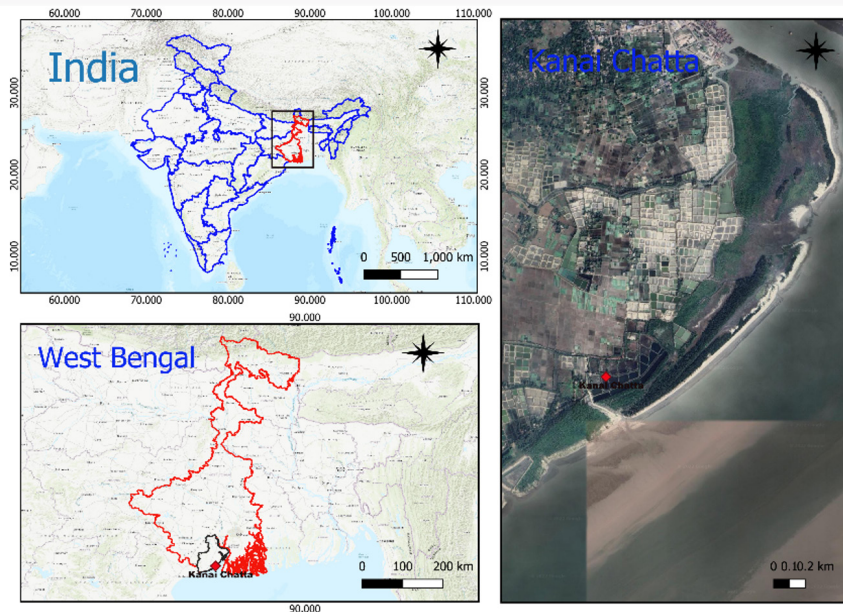 60.000 70.000 80.000 90.000 100.000 110.000
India
30.000
20.000
10.000
30.000
20.000
10.000
0 500 1,000 km
60.000 70.000 80.000 90.000 100.000 110.000
90.000
West Bengal
Kanai Chatta
0 100 200 km
90.000
Kanai Chatta
Kanai Chatta
0 0.10.2 km